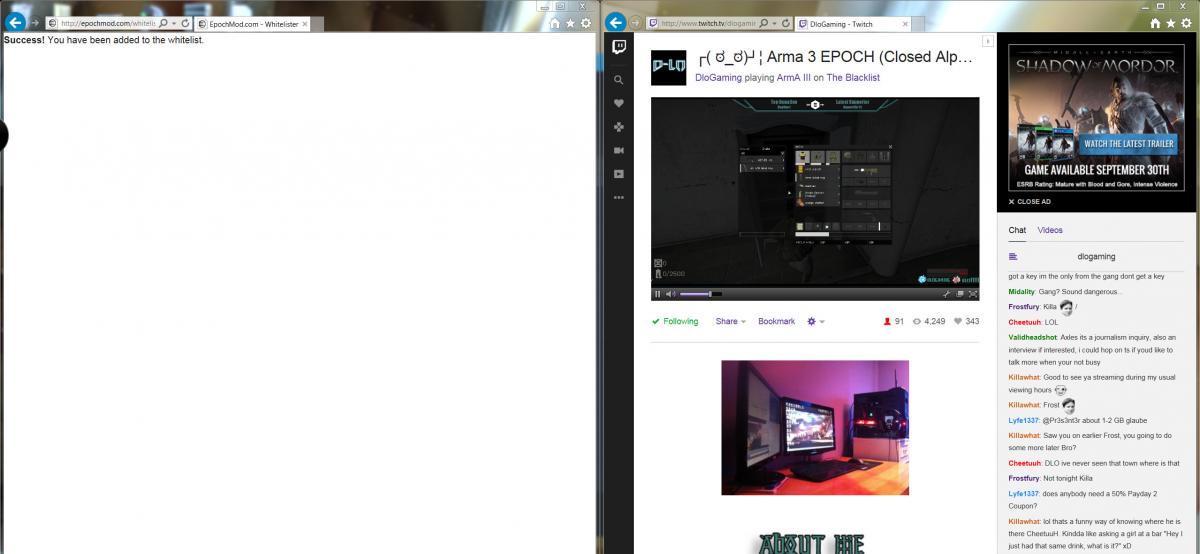 http://epochmod.com/whitelis
EpochMod.com - Whitelister
Success! You have been added to the whitelist.
http://www.twitch.tv/dlogamin
DloGaming - Twitch
D-LO
┌( ಠ_ಠ)┘¦ Arma 3 EPOCH (Closed Alp…
DloGaming playing ArmA III on The Blacklist
Top Donation
Latest Subscriber
0
0/2500
Following
Share
Bookmark
91
4,249
343
ABOUT ME
MIDDLE-EARTH
SHADOW OF MORDOR
WATCH THE LATEST TRAILER
GAME AVAILABLE SEPTEMBER 30TH
ESRB Rating: Mature with Blood and Gore, Intense Violence
CLOSE AD
Chat Videos
dlogaming
got a key im the only from the gang dont get a key
Midality: Gang? Sound dangerous..
Frostfury: Killa /
Cheetuuh: LOL
Validheadshot: Axles its a journalism inquiry, also an
interview if interested, i could hop on ts if youd like to
talk more when your not busy
Killawhat: Good to see ya streaming during my usual
viewing hours
Killawhat: Frost
Lyfe1337: @Pr3s3nt3r about 1-2 GB glaube
Killawhat: Saw you on earlier Frost, you going to do
some more later Bro?
Cheetuuh: DLO ive never seen that town where is that
Frostfury: Not tonight Killa
Lyfe1337: does anybody need a 50% Payday 2
Coupon?
Killawhat: lol thats a funny way of knowing where he is
there CheetuuH. Kindda like asking a girl at a bar "Hey I
just had that same drink, what is it?" xD